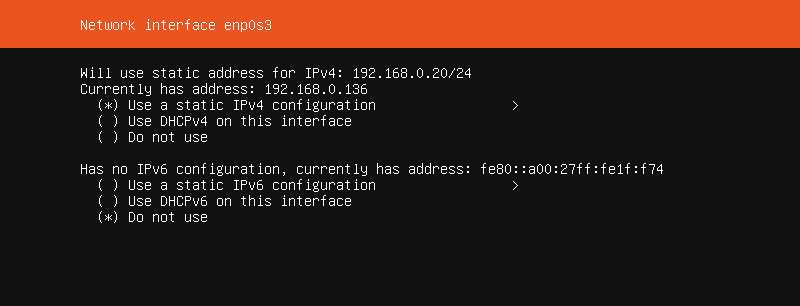 Network interface enp0s3
Will use static address for IPv4: 192.168.0.20/24
Currently has address: 192.168.0.136
(*) Use a static IPv4 configuration >
( ) Use DHCPv4 on this interface
( ) Do not use
Has no IPv6 configuration, currently has address: fe80::a00:27ff:fe1f:f74
( ) Use a static IPv6 configuration >
( ) Use DHCPv6 on this interface
(*) Do not use